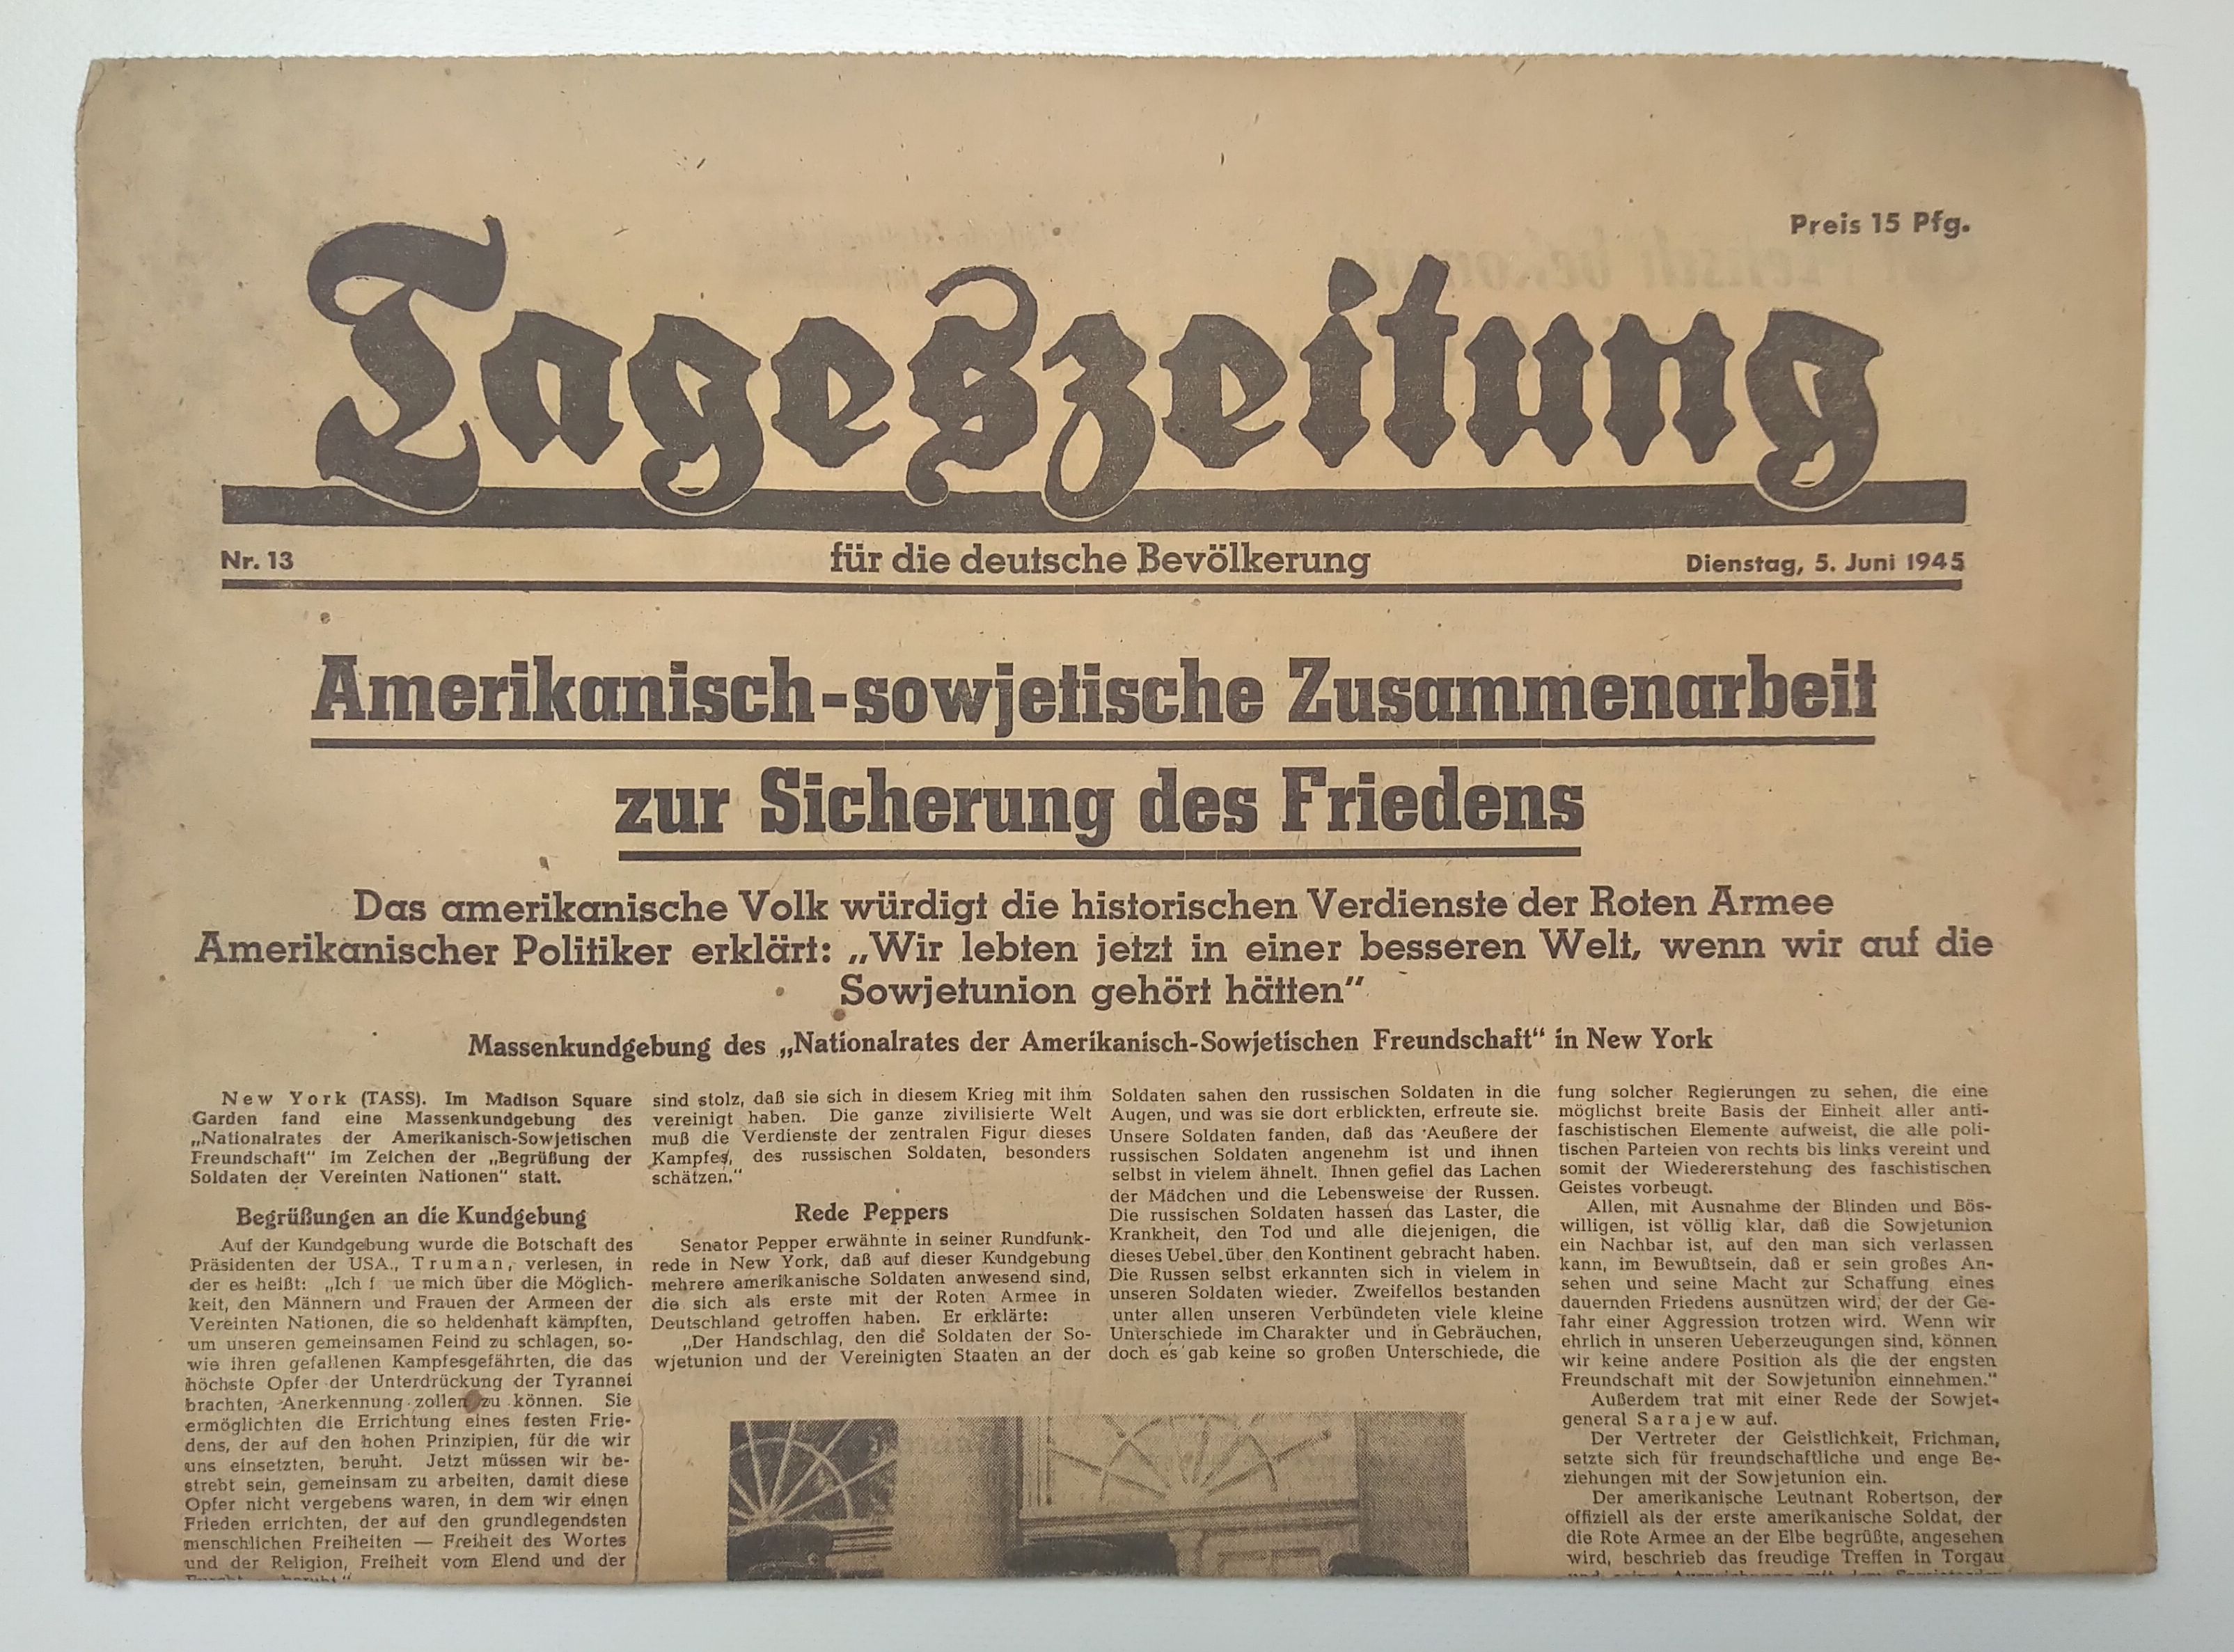 Preis 15 Pfg.
Tageszeitung
Nr. 13
für die deutsche Bevölkerung
Dienstag, 5. Juni 1945
Amerikanisch-sowjetische Zusammenarbeit
zur Sicherung des Friedens
Das amerikanische Volk würdigt die historischen Verdienste der Roten Armee
Amerikanischer Politiker erklärt: „Wir lebten jetzt in einer besseren Welt, wenn wir auf die
Sowjetunion gehört hätten“
Massenkundgebung des „Nationalrates der Amerikanisch-Sowjetischen Freundschaft“ in New York
New York (TASS). Im Madison Square
Garden fand eine Massenkundgebung des
„Nationalrates der Amerikanisch-Sowjetischen
Freundschaft“ im Zeichen der „Begrüßung der
Soldaten der Vereinten Nationen“ statt.
Begrüßungen an die Kundgebung
Auf der Kundgebung wurde die Botschaft des
Präsidenten der USA., Truman, verlesen, in
der es heißt: „Ich f ue mich über die Möglich-
keit, den Männern und Frauen der Armeen der
Vereinten Nationen, die so heldenhaft kämpften,
um unseren gemeinsamen Feind zu schlagen, so-
wie ihren gefallenen Kampfesgefährten, die das
höchste Opfer der Unterdrückung der Tyrannei
brachten, Anerkennung zollen zu können. Sie
ermöglichten die Errichtung eines festen Frie-
dens, der auf den hohen Prinzipien, für die wir
uns einsetzten, beruht. Jetzt müssen wir be-
strebt sein, gemeinsam zu arbeiten, damit diese
Opfer nicht vergebens waren, in dem wir einen
Frieden errichten, der auf den grundlegendsten
menschlichen Freiheiten — Freiheit des Wortes
und der Religion, Freiheit vom Elend und der
sind stolz, daß sie sich in diesem Krieg mit ihm
vereinigt haben. Die ganze zivilisierte Welt
muß die Verdienste der zentralen Figur dieses
Kampfes, des russischen Soldaten, besonders
schätzen.“
Rede Peppers
Senator Pepper erwähnte in seiner Rundfunk-
rede in New York, daß auf dieser Kundgebung
mehrere amerikanische Soldaten anwesend sind,
die sich als erste mit der Roten Armee in
Deutschland getroffen haben. Er erklärte:
„Der Handschlag, den die Soldaten der So-
wjetunion und der Vereinigten Staaten an der
Soldaten sahen den russischen Soldaten in die
Augen, und was sie dort erblickten, erfreute sie.
Unsere Soldaten fanden, daß das Aeußere der
russischen Soldaten angenehm ist und ihnen
selbst in vielem ähnelt. Ihnen gefiel das Lachen
der Mädchen und die Lebensweise der Russen.
Die russischen Soldaten hassen das Laster, die
Krankheit, den Tod und alle diejenigen, die
dieses Uebel über den Kontinent gebracht haben.
Die Russen selbst erkannten sich in vielem in
unseren Soldaten wieder. Zweifellos bestanden
unter allen unseren Verbündeten viele kleine
Unterschiede im Charakter und in Gebräuchen,
doch es gab keine so großen Unterschiede, die
fung solcher Regierungen zu sehen, die eine
möglichst breite Basis der Einheit aller anti-
faschistischen Elemente aufweist, die alle poli-
tischen Parteien von rechts bis links vereint und
somit der Wiedererstehung des faschistischen
Geistes vorbeugt.
Allen, mit Ausnahme der Blinden und Bös-
willigen, ist völlig klar, daß die Sowjetunion
ein Nachbar ist, auf den man sich verlassen
kann, im Bewußtsein, daß er sein großes An-
sehen und seine Macht zur Schaffung eines
dauernden Friedens ausnützen wird, der der Ge-
fahr einer Aggression trotzen wird. Wenn wir
ehrlich in unseren Ueberzeugungen sind, können
wir keine andere Position als die der engsten
Freundschaft mit der Sowjetunion einnehmen.“
Außerdem trat mit einer Rede der Sowjet-
general Sarajew auf.
Der Vertreter der Geistlichkeit, Frichman,
setzte sich für freundschaftliche und enge Be-
ziehungen mit der Sowjetunion ein.
Der amerikanische Leutnant Robertson, der
offiziell als der erste amerikanische Soldat, der
die Rote Armee an der Elbe begrüßte, angesehen
wird, beschrieb das freudige Treffen in Torgau